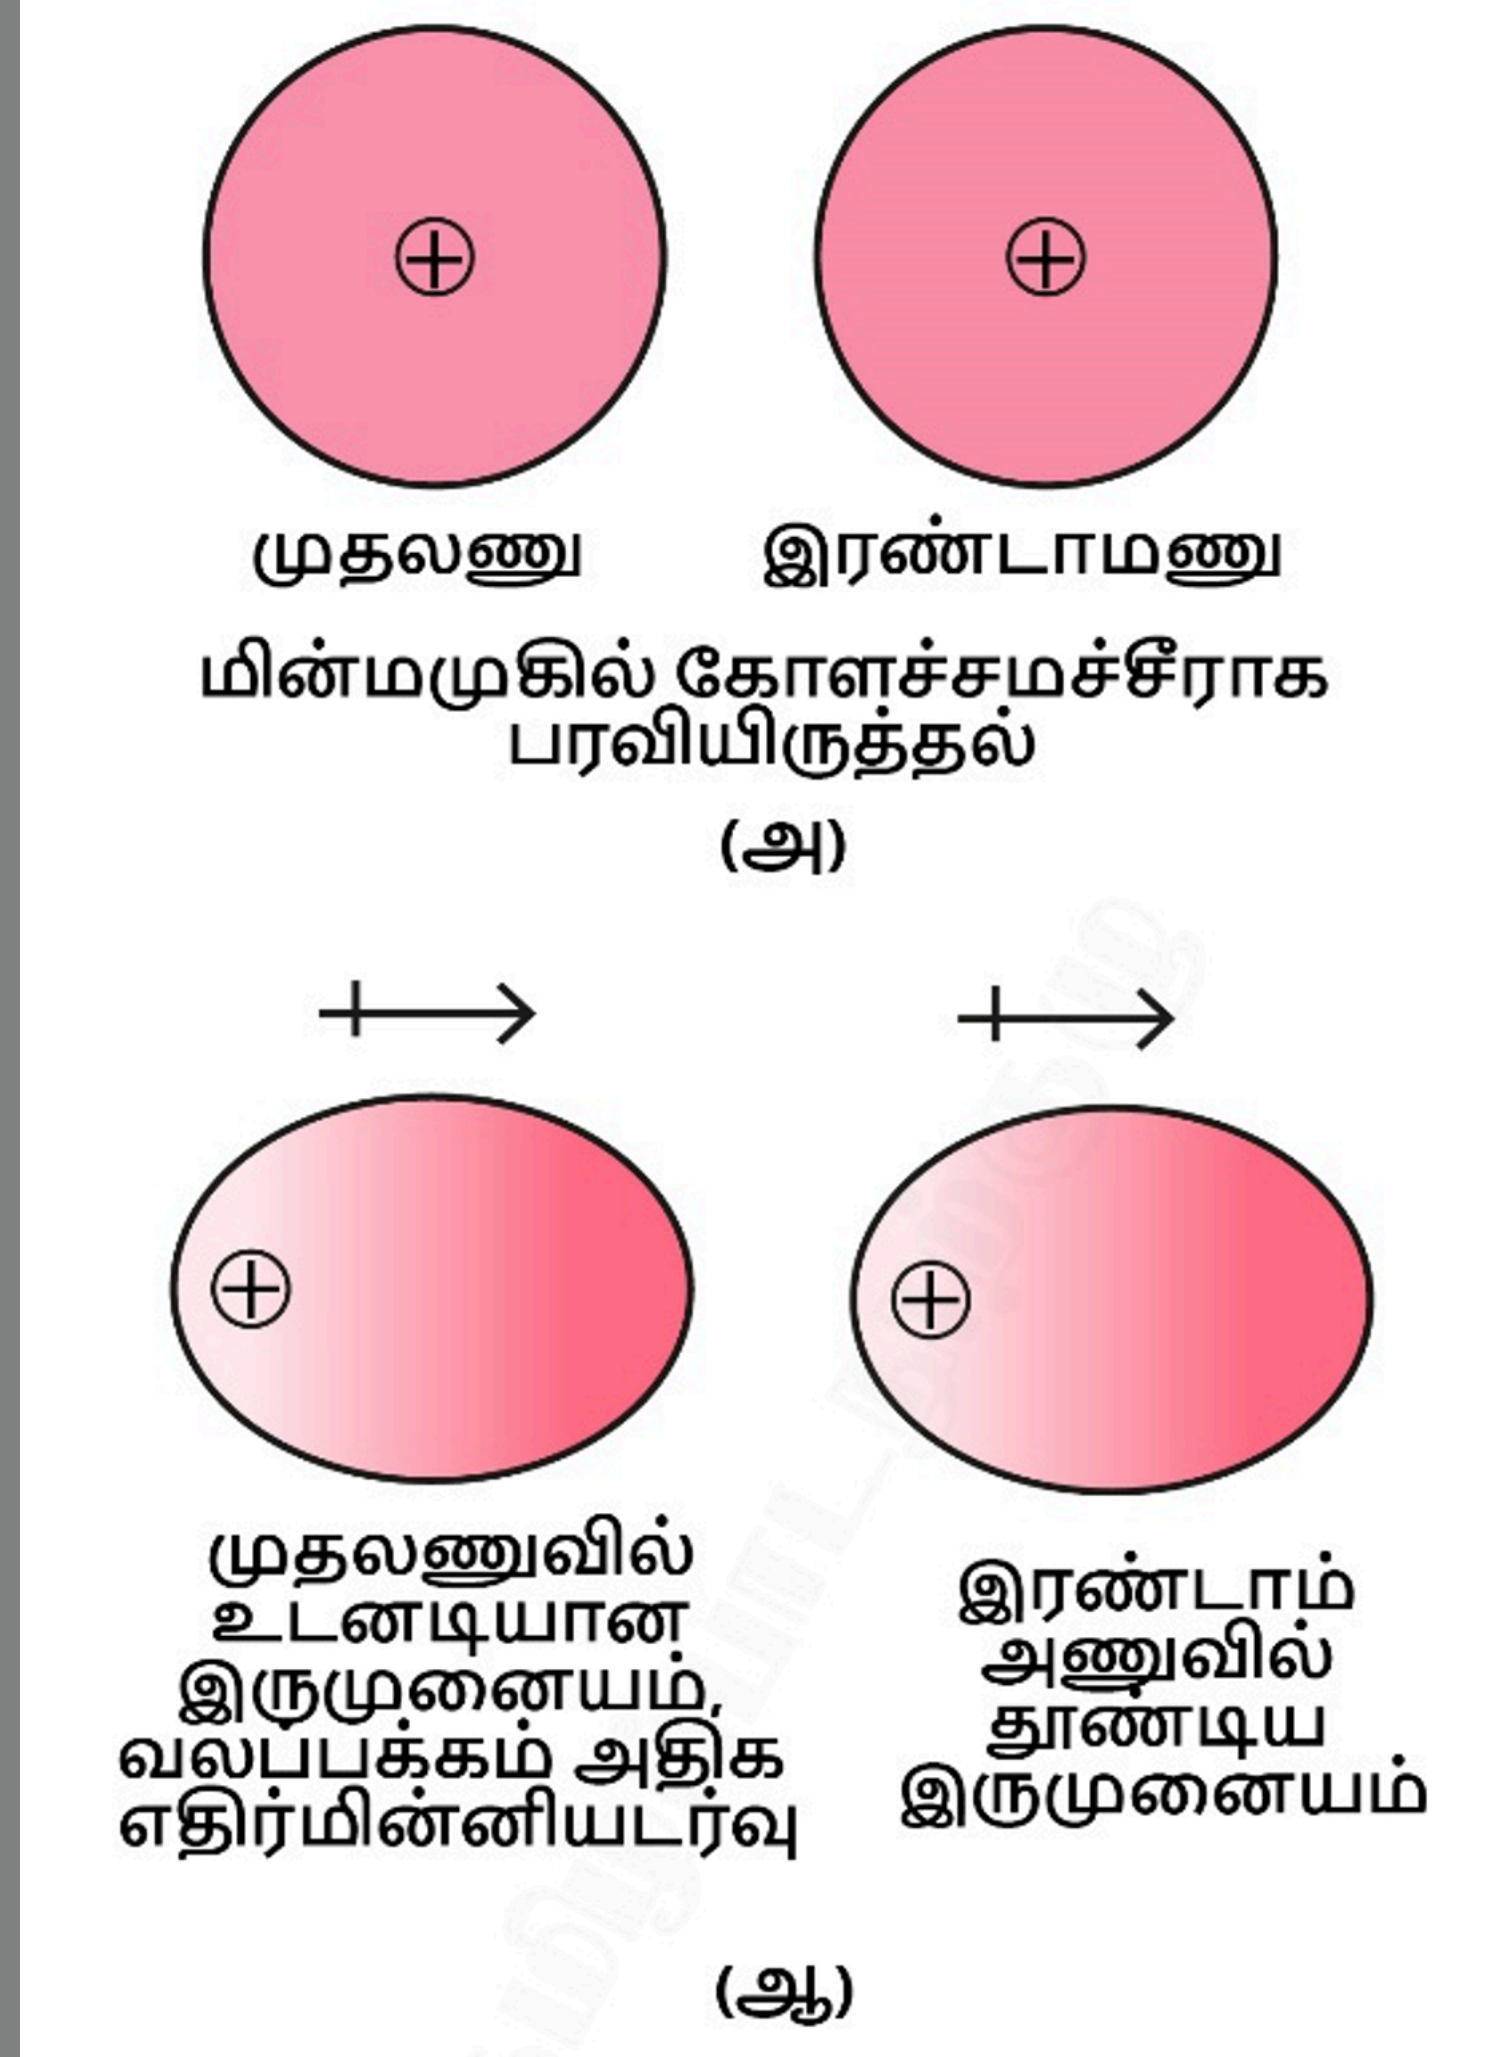 முதலணு இரண்டாமணு
மின்மமுகில் கோளச்சமச்சீராக
பரவியிருத்தல்
(அ)
முதலணுவில்
உடனடியான
இருமுனையம்,
வலப்பக்கம் அதிக
எதிர்மின்னியடர்வு
இரண்டாம்
அணுவில்
தூண்டிய
இருமுனையம்
(ஆ)